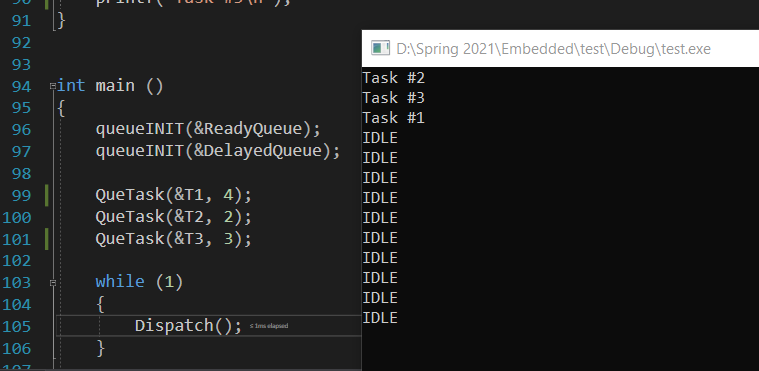 90 printf("Task #3\n");
91 }
92
93
94 int main ()
95 {
96 queueINIT(&ReadyQueue);
97 queueINIT(&DelayedQueue);
98
99 QueTask(&T1, 4);
100 QueTask(&T2, 2);
101 QueTask(&T3, 3);
102
103 while (1)
104 {
105 Dispatch(); ≤ 1ms elapsed
106 }
107
D:\Spring 2021\Embedded\test\Debug\test.exe
Task #2
Task #3
Task #1
IDLE
IDLE
IDLE
IDLE
IDLE
IDLE
IDLE
IDLE
IDLE
IDLE